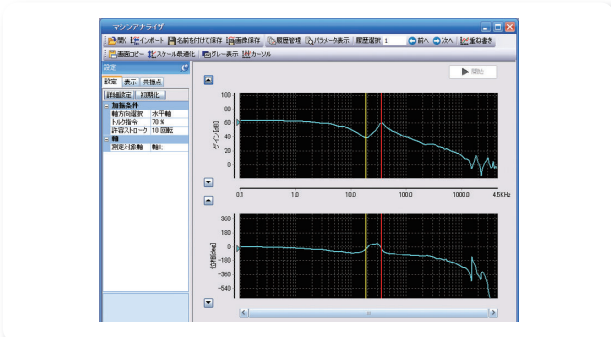 マシンアナライザ
開く インポート 名前を付けて保存 画像保存 履歴管理 パラメータ表示 履歴選択 1 前へ 次へ 重ね書き
画面コピー スケール最適化 グレー表示 カーソル
設定
開始
設定 表示 共振点
詳細設定 初期化
加振条件
軸方向選択 水平軸
トルク指令 70 %
許容ストローク 10 回転
軸
測定対象軸 軸1:
ゲイン[dB]
100
80
60
40
20
0
0.1 1.0 10.0 100.0 1000.0 4.5KHz
位相[deg]
360
180
0
-180
-360
-540